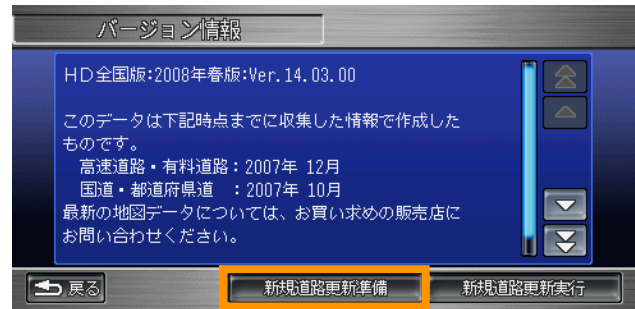 バージョン情報
HD全国版:2008年春版:Ver.14.03.00
このデータは下記時点までに収集した情報で作成した
ものです。
高速道路・有料道路：2007年 12月
国道・都道府県道 ：2007年 10月
最新の地図データについては、お買い求めの販売店に
お問い合わせください。
戻る
新規道路更新準備
新規道路更新実行